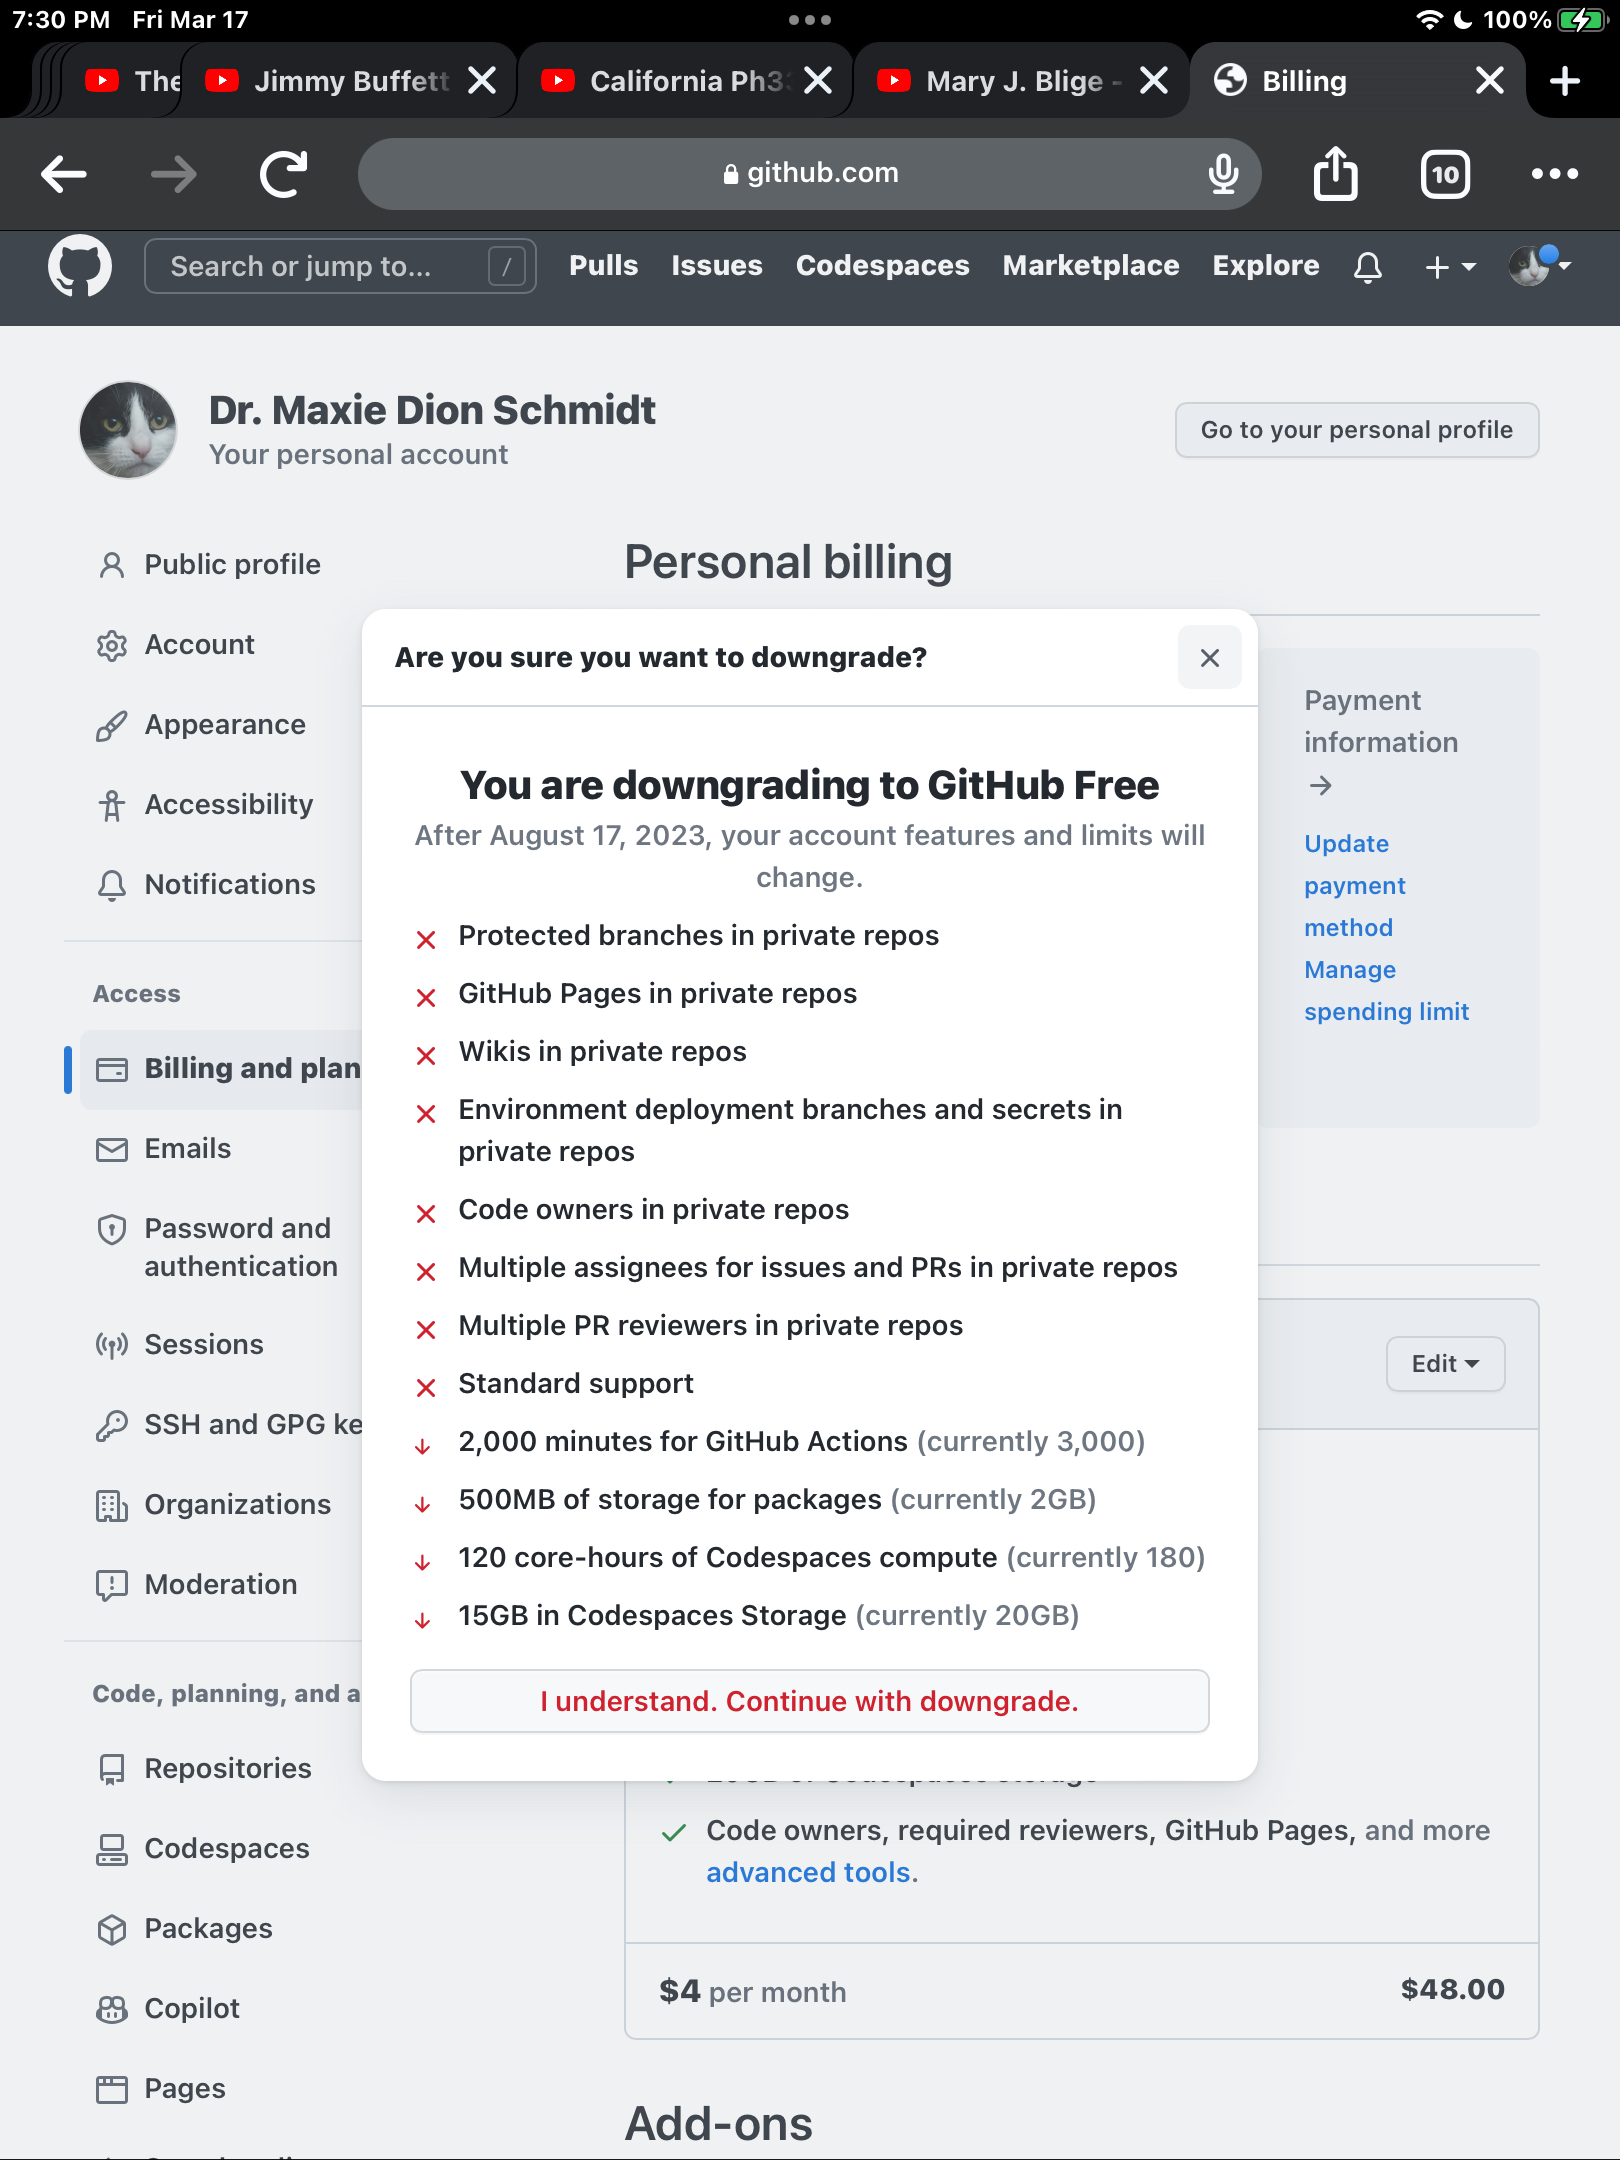 7:30 PM Fri Mar 17
100%
The
Jimmy Buffett
California Ph33
Mary J. Blige -
Billing
github.com
10
Search or jump to... /
Pulls Issues Codespaces Marketplace Explore
Dr. Maxie Dion Schmidt
Your personal account
Go to your personal profile
Public profile
Account
Appearance
Accessibility
Notifications
Access
Billing and plan
Emails
Password and
authentication
Sessions
SSH and GPG ke
Organizations
Moderation
Code, planning, and a
Repositories
Codespaces
Packages
Copilot
Pages
Personal billing
Are you sure you want to downgrade?
You are downgrading to GitHub Free
After August 17, 2023, your account features and limits will
change.
Protected branches in private repos
GitHub Pages in private repos
Wikis in private repos
Environment deployment branches and secrets in
private repos
Code owners in private repos
Multiple assignees for issues and PRs in private repos
Multiple PR reviewers in private repos
Standard support
2,000 minutes for GitHub Actions (currently 3,000)
500MB of storage for packages (currently 2GB)
120 core-hours of Codespaces compute (currently 180)
15GB in Codespaces Storage (currently 20GB)
I understand. Continue with downgrade.
Payment
information
Update
payment
method
Manage
spending limit
Edit
Code owners, required reviewers, GitHub Pages, and more
advanced tools.
$4 per month
$48.00
Add-ons